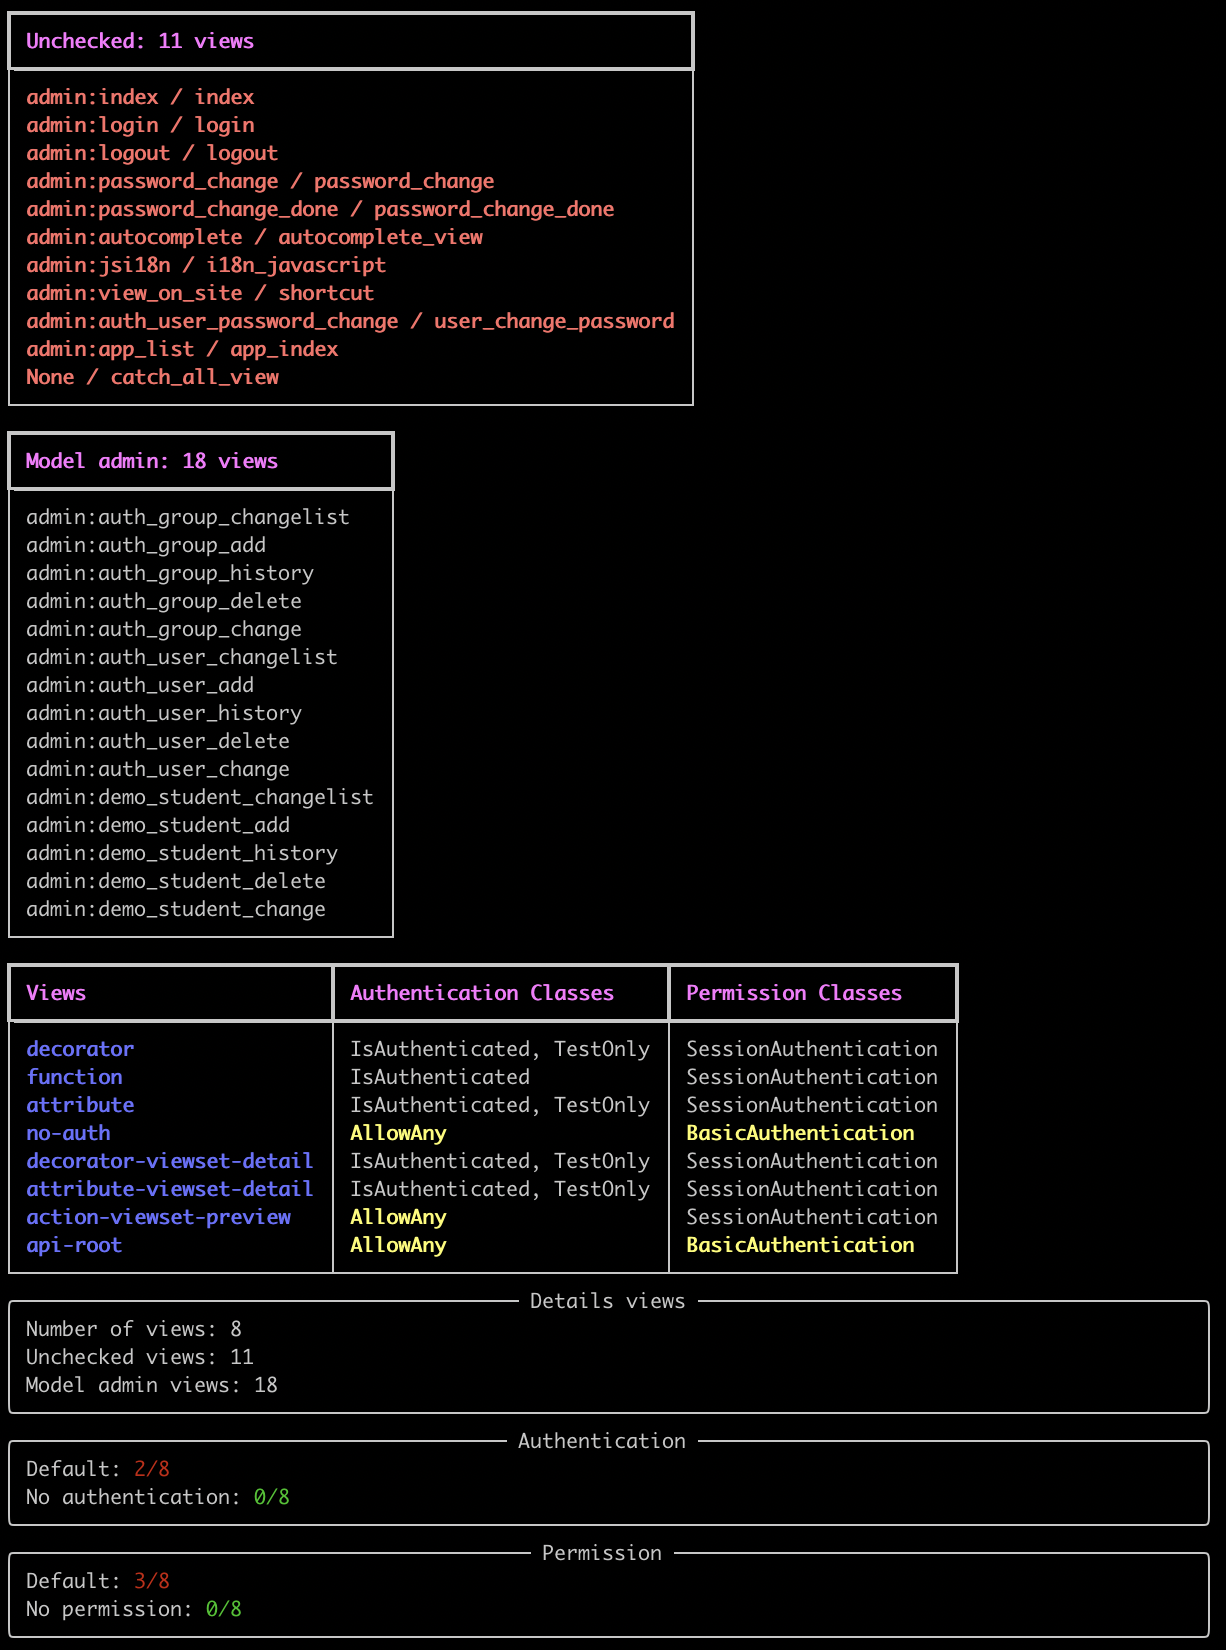 Unchecked: 11 views
admin:index / index
admin:login / login
admin:logout / logout
admin:password_change / password_change
admin:password_change_done / password_change_done
admin:autocomplete / autocomplete_view
admin:jsi18n / i18n_javascript
admin:view_on_site / shortcut
admin:auth_user_password_change / user_change_password
admin:app_list / app_index
None / catch_all_view
Model admin: 18 views
admin:auth_group_changelist
admin:auth_group_add
admin:auth_group_history
admin:auth_group_delete
admin:auth_group_change
admin:auth_user_changelist
admin:auth_user_add
admin:auth_user_history
admin:auth_user_delete
admin:auth_user_change
admin:demo_student_changelist
admin:demo_student_add
admin:demo_student_history
admin:demo_student_delete
admin:demo_student_change
Views Authentication Classes Permission Classes
decorator IsAuthenticated, TestOnly SessionAuthentication
function IsAuthenticated SessionAuthentication
attribute IsAuthenticated, TestOnly SessionAuthentication
no-auth AllowAny BasicAuthentication
decorator-viewset-detail IsAuthenticated, TestOnly SessionAuthentication
attribute-viewset-detail IsAuthenticated, TestOnly SessionAuthentication
action-viewset-preview AllowAny SessionAuthentication
api-root AllowAny BasicAuthentication
Details views
Number of views: 8
Unchecked views: 11
Model admin views: 18
Authentication
Default: 2/8
No authentication: 0/8
Permission
Default: 3/8
No permission: 0/8